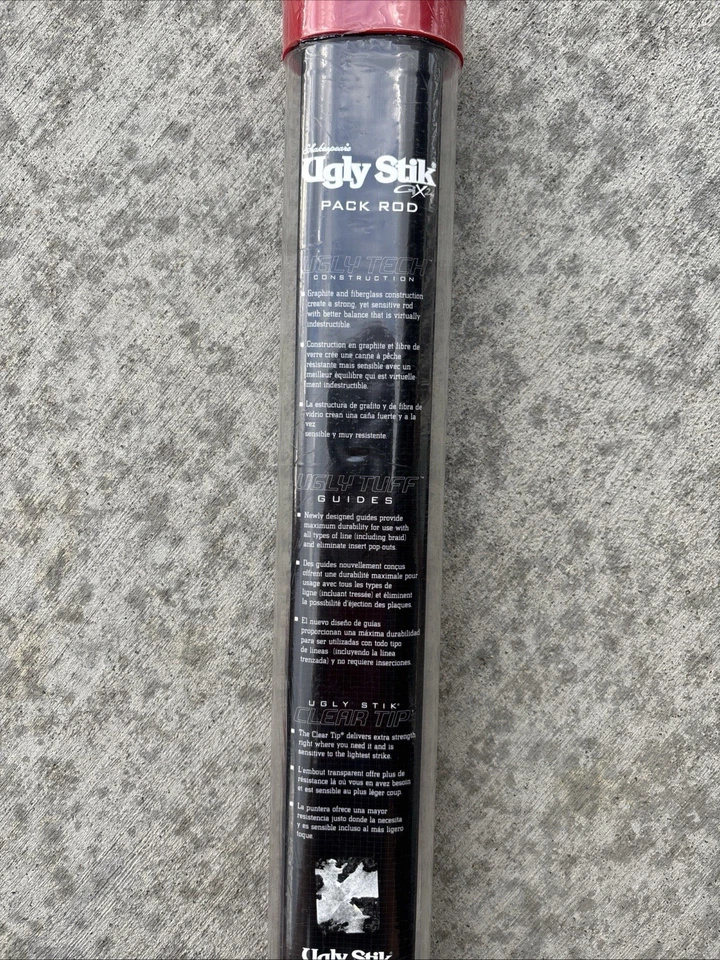 Shakespeare
Ugly Stik®
GX2
PACK ROD
UGLY TECH™
CONSTRUCTION
Graphite and fiberglass construction
create a strong, yet sensitive rod
with better balance that is virtually
indestructible
Construction en graphite et fibre de
verre crée une canne à pêche
résistante mais sensible avec un
meilleur équilibre qui est virtuelle-
ment indestructible.
La estructura de grafito y de fibra de
vidrio crean una caña fuerte y a la
vez
sensible y muy resistente
UGLY TUFF™
GUIDES
Newly designed guides provide
maximum durability for use with
all types of line (including braid)
and eliminate insert pop-outs.
Des guides nouvellement conçus
offrent une durabilité maximale pour
usage avec tous les types de
ligne (incluant tressée) et éliminent
la possibilité d'éjection des plaques.
El nuevo diseño de guías
proporcionan una máxima durabilidad
para ser utilizadas con todo tipo
de líneas (incluyendo la línea
trenzada) y no requiere inserciones.
UGLY STIK®
CLEAR TIP
The Clear Tip® delivers extra strength
right where you need it and is
sensitive to the lightest strike.
L'embout transparent offre plus de
résistance là où vous en avez besoin
et est sensible au plus léger coup.
La puntera ofrece una mayor
resistencia justo donde la necesita
y es sensible incluso al más ligero
toque.
Ugly Stik